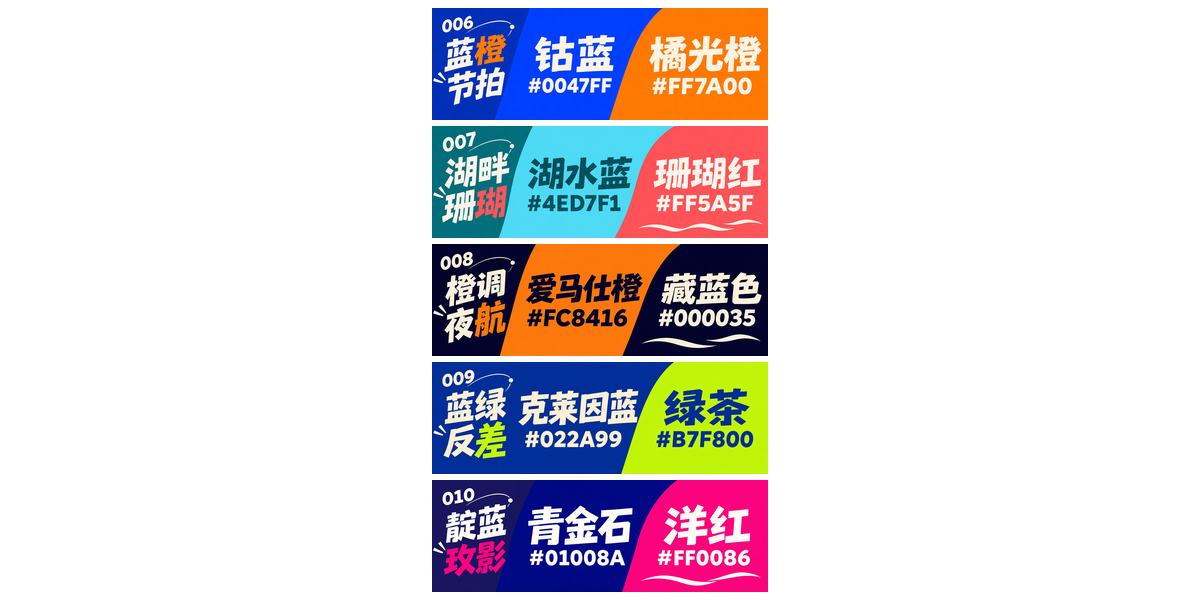 006
蓝橙
节拍
钴蓝
#0047FF
橘光橙
#FF7A00
007
湖畔
珊瑚
湖水蓝
#4ED7F1
珊瑚红
#FF5A5F
008
橙调
夜航
爱马仕橙
#FC8416
藏蓝色
#000035
009
蓝绿
反差
克莱因蓝
#022A99
绿茶
#B7F800
010
靛蓝
玫影
青金石
#01008A
洋红
#FF0086